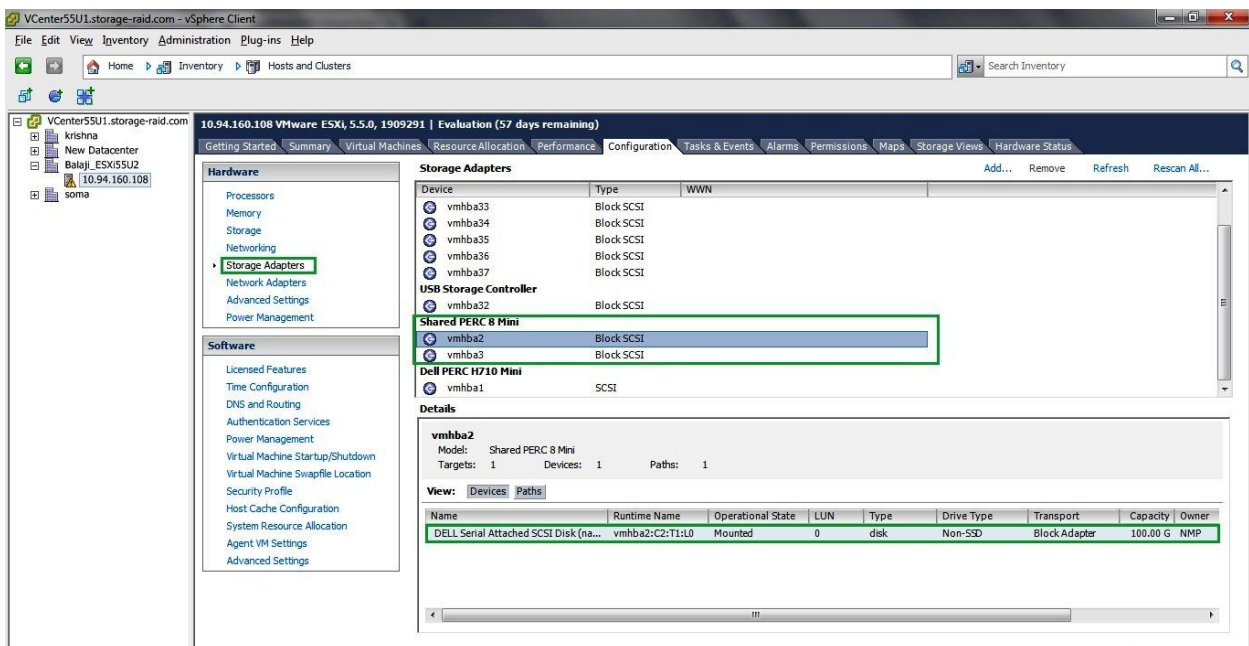 VCenter55U1.storage-raid.com - vSphere Client
File Edit View Inventory Administration Plug-ins Help
Home Inventory Hosts and Clusters Search Inventory
VCenter55U1.storage-raid.com
krishna
New Datacenter
Balaji_ESXi55U2
10.94.160.108
soma
10.94.160.108 VMware ESXi, 5.5.0, 1909291 | Evaluation (57 days remaining)
Getting Started Summary Virtual Machines Resource Allocation Performance Configuration Tasks & Events Alarms Permissions Maps Storage Views Hardware Status
Hardware
Processors
Memory
Storage
Networking
Storage Adapters
Network Adapters
Advanced Settings
Power Management
Software
Licensed Features
Time Configuration
DNS and Routing
Authentication Services
Power Management
Virtual Machine Startup/Shutdown
Virtual Machine Swapfile Location
Security Profile
Host Cache Configuration
System Resource Allocation
Agent VM Settings
Advanced Settings
Storage Adapters Add... Remove Refresh Rescan All...
Device Type WWN
vmhba33 Block SCSI
vmhba34 Block SCSI
vmhba35 Block SCSI
vmhba36 Block SCSI
vmhba37 Block SCSI
USB Storage Controller
vmhba32 Block SCSI
Shared PERC 8 Mini
vmhba2 Block SCSI
vmhba3 Block SCSI
Dell PERC H710 Mini
vmhba1 SCSI
Details
vmhba2
Model: Shared PERC 8 Mini
Targets: 1 Devices: 1 Paths: 1
View: Devices Paths
Name Runtime Name Operational State LUN Type Drive Type Transport Capacity Owner
DELL Serial Attached SCSI Disk (na... vmhba2:C2:T1:L0 Mounted 0 disk Non-SSD Block Adapter 100.00 G NMP